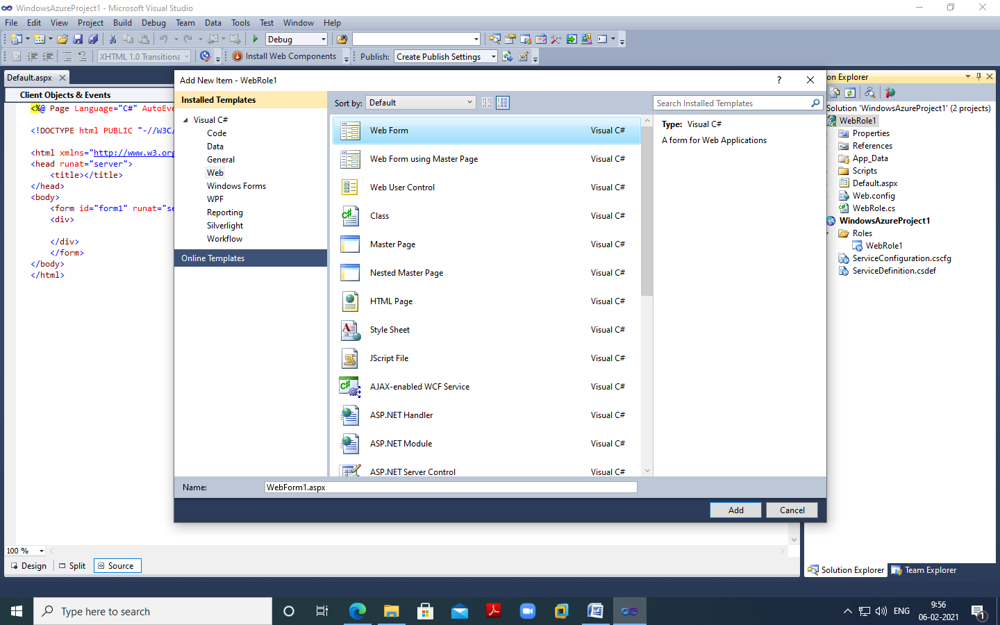 WindowsAzureProject1 - Microsoft Visual Studio
File Edit View Project Build Debug Team Data Tools Test Window Help
Debug
XHTML 1.0 Transitiona Install Web Components Publish: Create Publish Settings
Default.aspx
Client Objects & Events
<%@ Page Language="C#" AutoEve
<!DOCTYPE html PUBLIC "-//W3C/
<html xmlns="http://www.w3.org
<head runat="server">
<title></title>
</head>
<body>
<form id="form1" runat="se
<div>
</div>
</form>
</body>
</html>
100 %
Design Split Source
Add New Item - WebRole1
?
Installed Templates
Visual C#
Code
Data
General
Web
Windows Forms
WPF
Reporting
Silverlight
Workflow
Online Templates
Sort by: Default
Web Form Visual C#
Web Form using Master Page Visual C#
Web User Control Visual C#
Class Visual C#
Master Page Visual C#
Nested Master Page Visual C#
HTML Page Visual C#
Style Sheet Visual C#
JScript File Visual C#
AJAX-enabled WCF Service Visual C#
ASP.NET Handler Visual C#
ASP.NET Module Visual C#
ASP.NET Server Control Visual C#
Search Installed Templates
Type: Visual C#
A form for Web Applications
Name: WebForm1.aspx
Add Cancel
on Explorer
Solution 'WindowsAzureProject1' (2 projects)
WebRole1
Properties
References
App_Data
Scripts
Default.aspx
Web.config
WebRole.cs
WindowsAzureProject1
Roles
WebRole1
ServiceConfiguration.cscfg
ServiceDefinition.csdef
Solution Explorer Team Explorer
Type here to search
ENG
9:56
06-02-2021
1